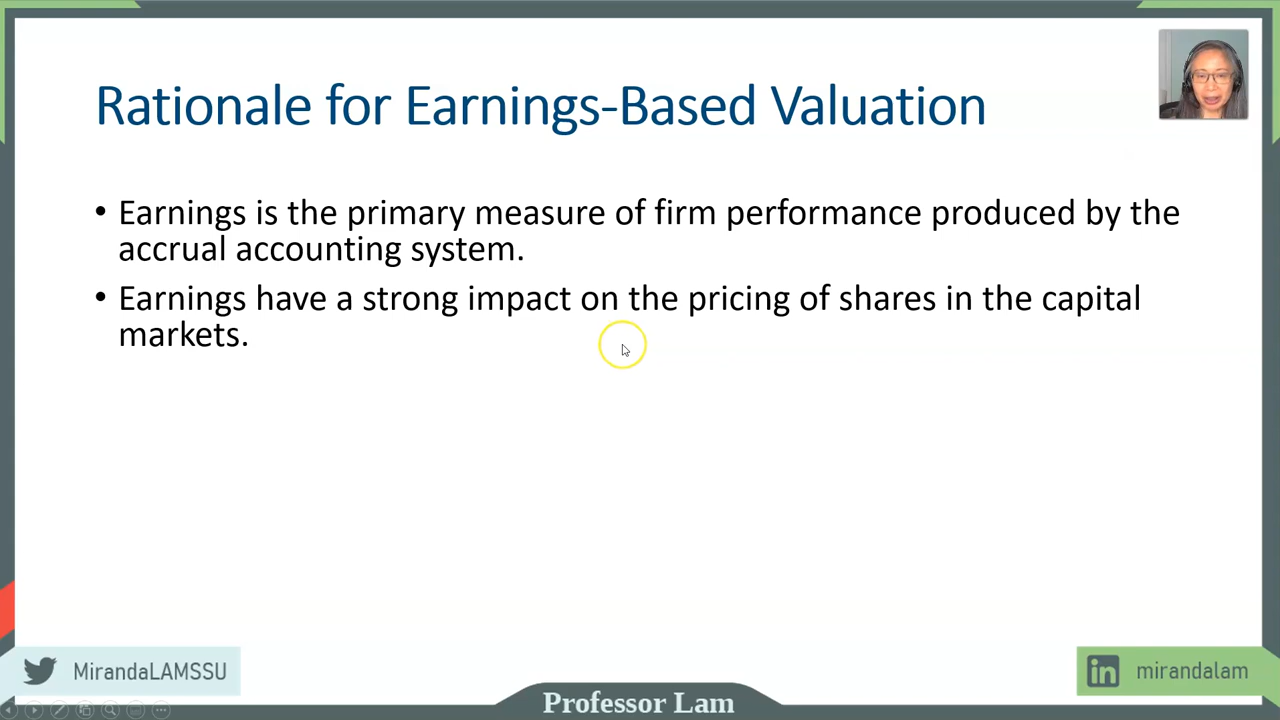 Rationale for Earnings-Based Valuation
• Earnings is the primary measure of firm performance produced by the
accrual accounting system.
• Earnings have a strong impact on the pricing of shares in the capital
markets.
MirandaLAMSSU
in mirandalam
Professor Lam